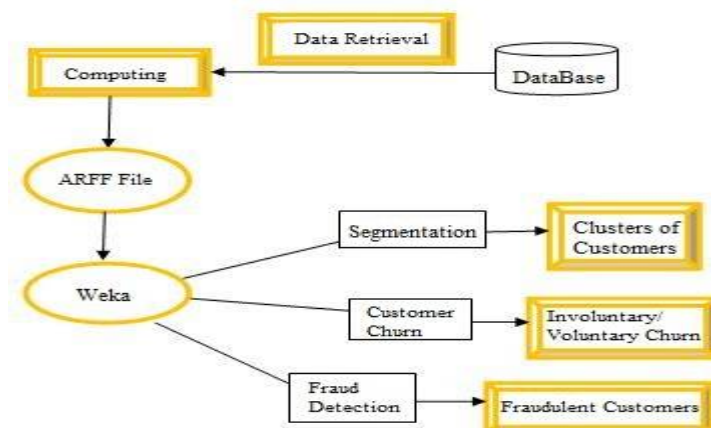 Data Retrieval
Computing
DataBase
ARFF File
Segmentation
Clusters of
Customers
Weka
Customer
Churn
Involuntary/
Voluntary Churn
Fraud
Detection
Fraudulent Customers